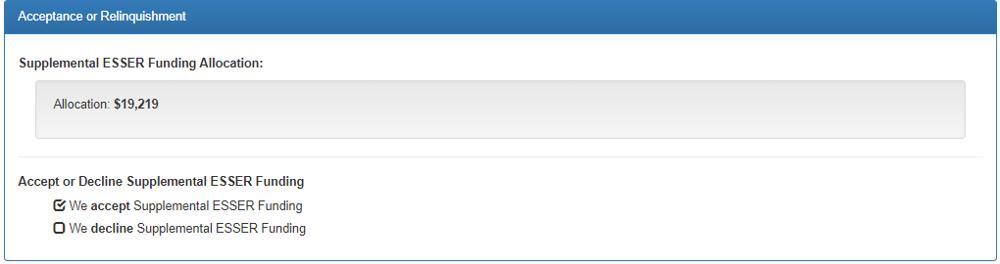 Acceptance or Relinquishment
Supplemental ESSER Funding Allocation:
Allocation: $19,219
Accept or Decline Supplemental ESSER Funding
We accept Supplemental ESSER Funding
We decline Supplemental ESSER Funding